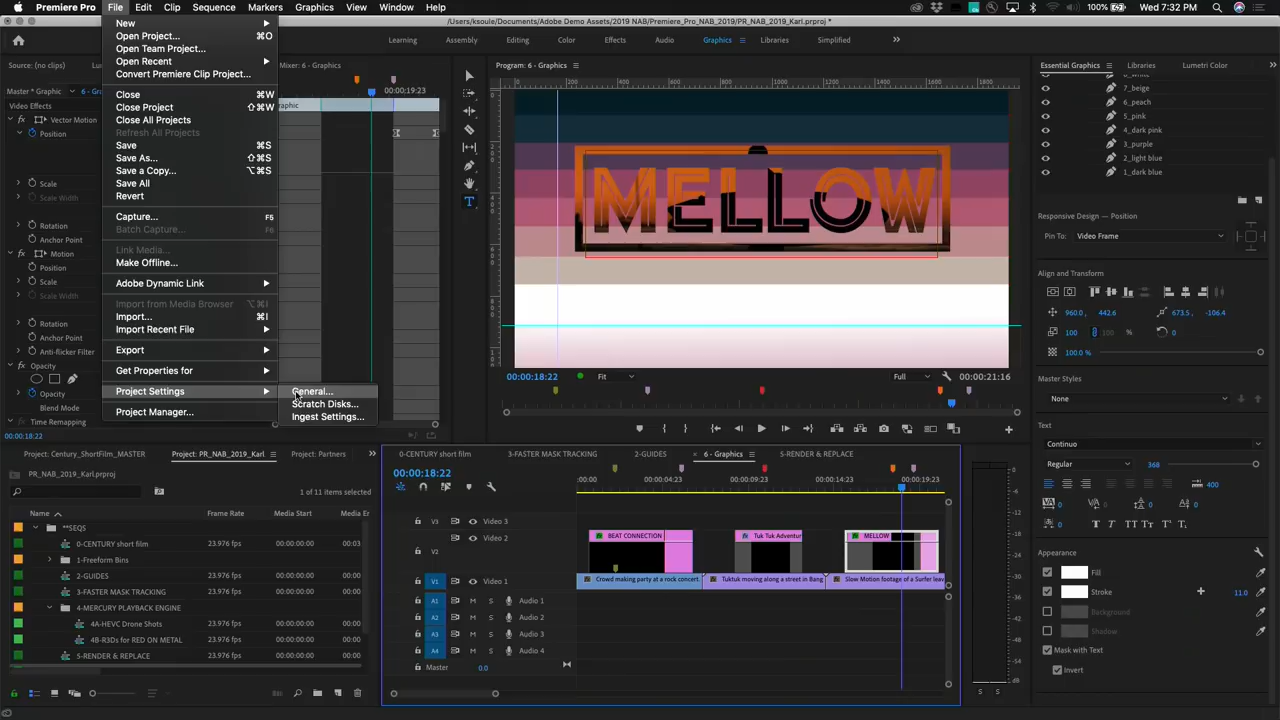 Premiere Pro File Edit Clip Sequence Markers Graphics View Window Help 100% Wed 7:32 PM
/Users/ksoule/Documents/Adobe Demo Assets/2019 NAB/Premiere_Pro_NAB_2019/PR_NAB_2019_Karl.prproj *
Learning Assembly Editing Color Effects Audio Graphics Libraries Simplified
New
Open Project... ⌘O
Open Team Project...
Open Recent
Convert Premiere Clip Project...
Close ⌘W
Close Project ⇧⌘W
Close All Projects
Refresh All Projects
Save ⌘S
Save As... ⇧⌘S
Save a Copy... ⌥⌘S
Save All
Revert
Capture... F5
Batch Capture... F6
Link Media...
Make Offline...
Adobe Dynamic Link
Import from Media Browser ⌥⌘I
Import... ⌘I
Import Recent File
Export
Get Properties for
Project Settings
Project Manager...
General...
Scratch Disks...
Ingest Settings...
Source: (no clips)
Mixer: 6 - Graphics
Master * Graphic
00;00;19;23
Video Effects
Vector Motion
Position
Scale
Scale Width
Rotation
Anchor Point
Motion
Position
Scale
Scale Width
Rotation
Anchor Point
Anti-flicker Filter
Opacity
Opacity
Blend Mode
Time Remapping
00:00:18:22
Program: 6 - Graphics
MELLOW
00:00:18:22 Fit Full 00:00:21:16
Essential Graphics Libraries Lumetri Color
7_beige
6_peach
5_pink
4_dark pink
3_purple
2_light blue
1_dark blue
Responsive Design — Position
Pin To: Video Frame
Align and Transform
960.0 , 442.6 673.5 , -106.4
100 100 % 0
100.0 %
Master Styles
None
Text
Continuo
Regular 368
400
0 0 0
0 T T TT Tt T' T,
Appearance
Fill
Stroke 11.0
Background
Shadow
Mask with Text
Invert
Project: Century_ShortFilm_MASTER Project: PR_NAB_2019_Karl Project: Partners
PR_NAB_2019_Karl.prproj
1 of 11 items selected
Name Frame Rate Media Start Media Er
**SEQS
0-CENTURY short film 23.976 fps 00:00:00:00 00:03
1-Freeform Bins
2-GUIDES 23.976 fps 00:00:00:00 00:00
3-FASTER MASK TRACKING 23.976 fps 00:00:00:00 00:00
4-MERCURY PLAYBACK ENGINE
4A-HEVC Drone Shots 23.976 fps 00:00:00:00 00:00
4B-R3Ds for RED ON METAL 23.976 fps 00:00:00:00 00:00
5-RENDER & REPLACE 23.976 fps 00:00:00:00 00:00
0-CENTURY short film 3-FASTER MASK TRACKING 2-GUIDES 6 - Graphics 5-RENDER & REPLACE
00:00:18:22
:00:00 00:00:04:23 00:00:09:23 00:00:14:23 00:00:19:23
V3 Video 3
V2 Video 2
BEAT CONNECTION Tuk Tuk Adventur MELLOW
V1 Video 1
Crowd making party at a rock concert. Tuktuk moving along a street in Bang Slow Motion footage of a Surfer leav
A1 M S Audio 1
A2 M S Audio 2
A3 M S Audio 3
A4 M S Audio 4
Master 0.0
S S